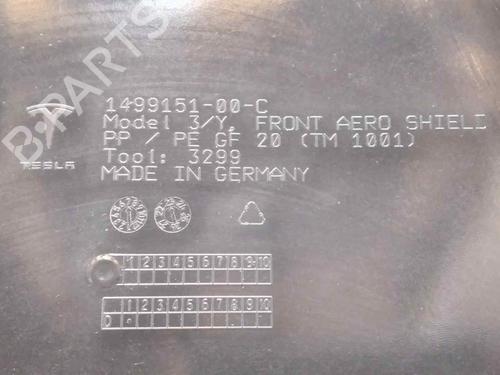 B-PARTS
1499151-00-C
Model 3/Y, FRONT AERO SHIELD
PP / PE GF 20 (TM 1001)
TESLA
Tool: 3299
MADE IN GERMANY
1 2 3 4 5 6 7 8 9 10
0 1 2 3 4 5 6 7 8 9 10